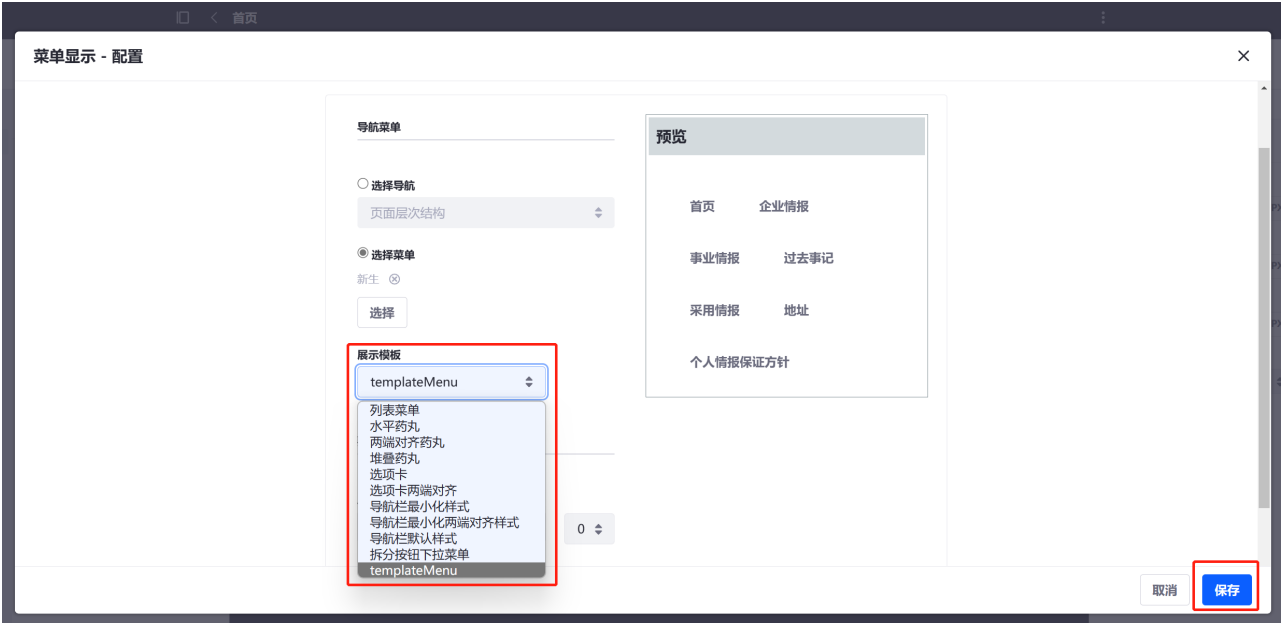 首页
菜单显示 - 配置
导航菜单
选择导航
页面层次结构
选择菜单
新生
选择
展示模板
templateMenu
列表菜单
水平药丸
两端对齐药丸
堆叠药丸
选项卡
选项卡两端对齐
导航栏最小化样式
导航栏最小化两端对齐样式
导航栏默认样式
拆分按钮下拉菜单
templateMenu
0
预览
首页 企业情报
事业情报 过去事记
采用情报 地址
个人情报保证方针
取消 保存